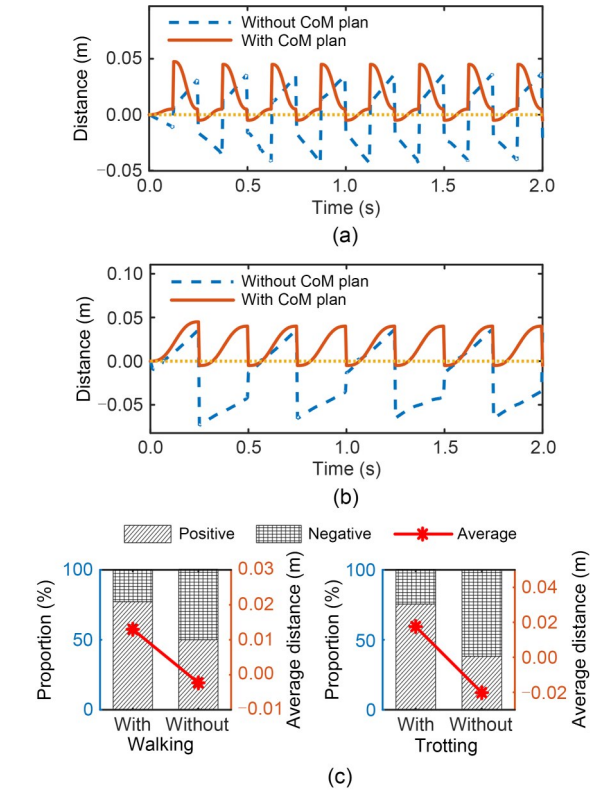 Without CoM plan
With CoM plan
Distance (m)
0.05
0.00
−0.05
0.0 0.5 1.0 1.5 2.0
Time (s)
(a)
Without CoM plan
With CoM plan
Distance (m)
0.10
0.05
0.00
−0.05
0.0 0.5 1.0 1.5 2.0
Time (s)
(b)
Positive Negative Average
Proportion (%)
100
50
0
With Without
Walking
0.03
0.02
0.01
0.00
−0.01
Average distance (m)
Proportion (%)
100
50
0
With Without
Trotting
0.04
0.02
0.00
−0.02
Average distance (m)
(c)